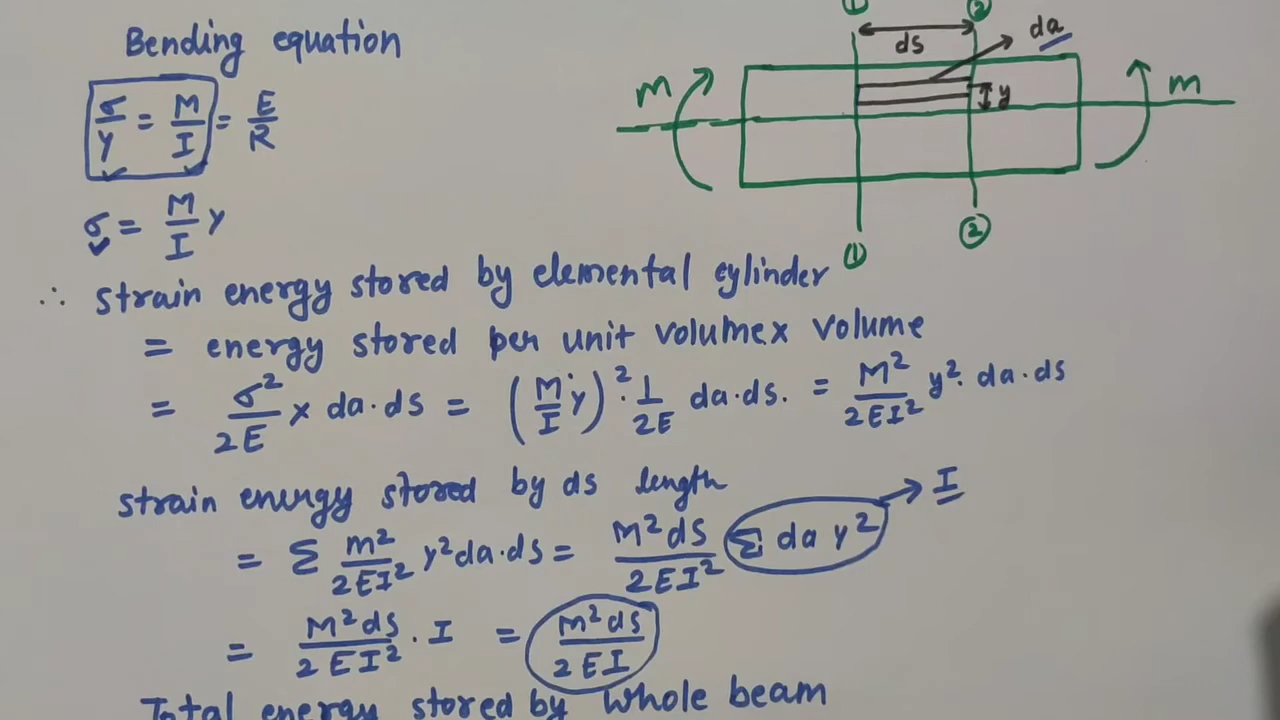 Bending equation
σ/y = M/I = E/R
σ = M/I y
① ②
ds
da
y
M
M
① ②
∴ strain energy stored by elemental cylinder
= energy stored per unit volume x volume
= σ²/2E × da·ds = (M/I y)² · 1/2E da·ds. = M²/2EI² y² · da·ds
strain energy stored by ds length
= Σ m²/2EI² y² da·ds = M²ds/2EI² Σ da y² → I
= M²ds/2EI² · I = m²ds/2EI
Total energy stored by whole beam